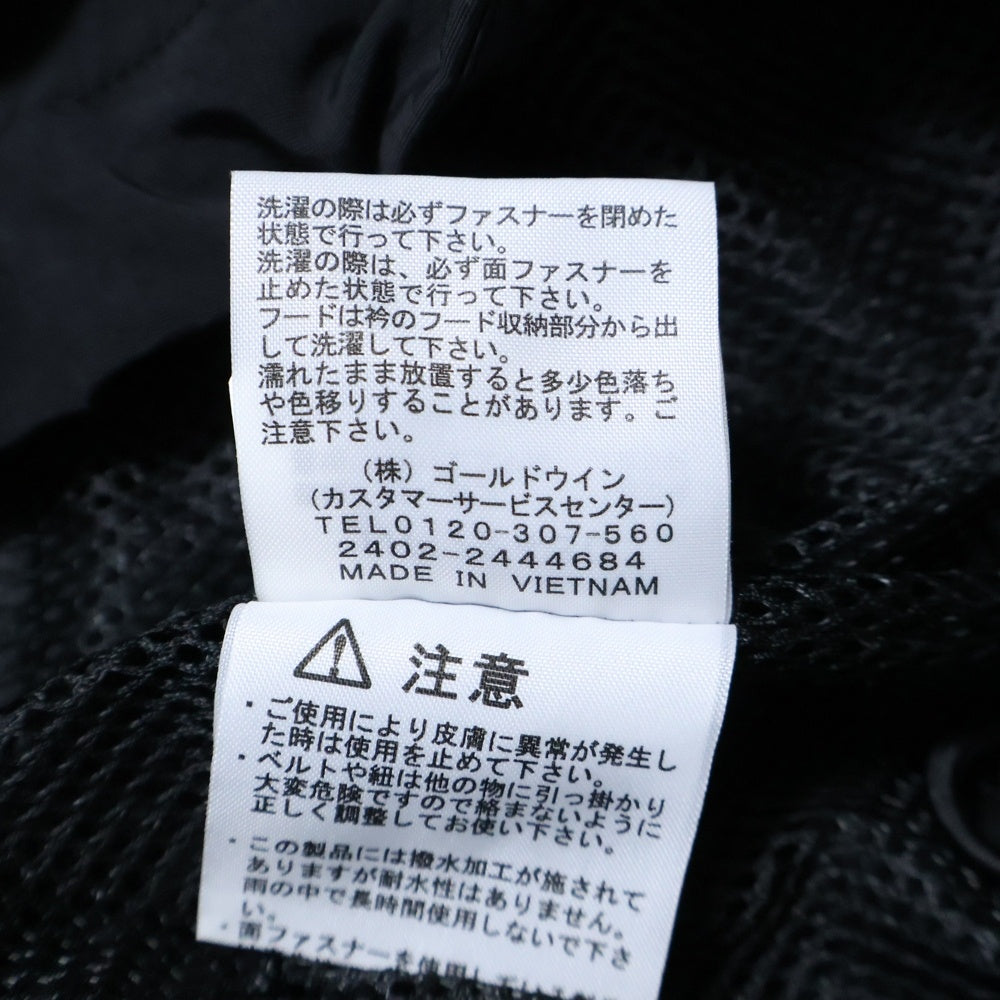 洗濯の際は必ずファスナーを閉めた
状態で行って下さい。
洗濯の際は、必ず面ファスナーを
止めた状態で行って下さい。
フードは衿のフード収納部分から出
して洗濯して下さい。
濡れたまま放置すると多少色落ち
や色移りすることがあります。ご
注意下さい。
(株)ゴールドウイン
(カスタマーサービスセンター)
TEL0120-307-560
2402-2444684
MADE IN VIETNAM
注意
・ご使用により皮膚に異常が発生し
た時は使用を止めて下さい。
・ベルトや紐は他の物に引っ掛かり
大変危険ですので絡まないように
正しく調整してお使い下さい。
・この製品には撥水加工が施されて
ありますが耐水性はありません。
雨の中で長時間使用しないで下さ
い。
・面ファスナーを使用してい